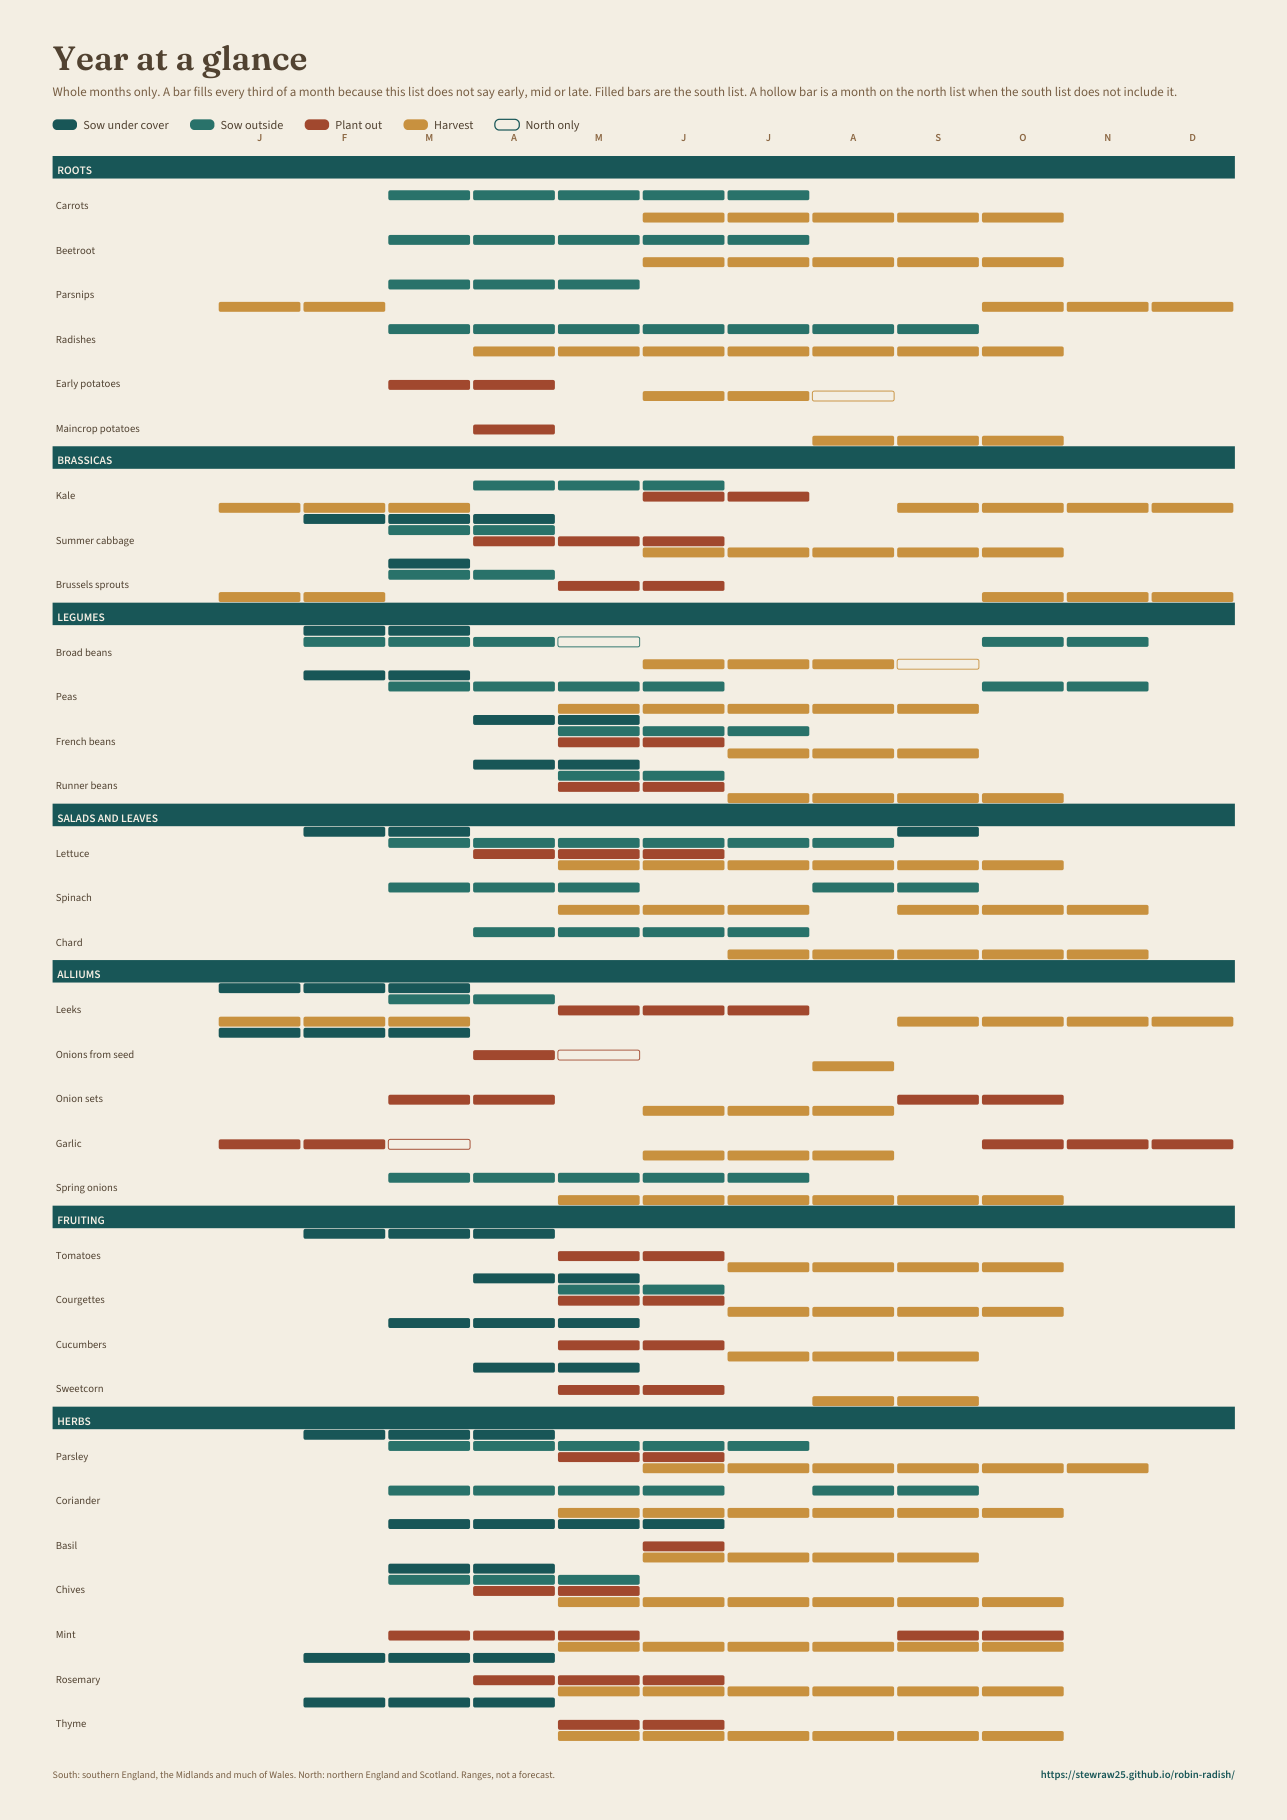 Year at a glance
Whole months only. A bar fills every third of a month because this list does not say early, mid or late. Filled bars are the south list. A hollow bar is a month on the north list when the south list does not include it.
Sow under cover Sow outside Plant out Harvest North only
J F M A M J J A S O N D
ROOTS
Carrots
Beetroot
Parsnips
Radishes
Early potatoes
Maincrop potatoes
BRASSICAS
Kale
Summer cabbage
Brussels sprouts
LEGUMES
Broad beans
Peas
French beans
Runner beans
SALADS AND LEAVES
Lettuce
Spinach
Chard
ALLIUMS
Leeks
Onions from seed
Onion sets
Garlic
Spring onions
FRUITING
Tomatoes
Courgettes
Cucumbers
Sweetcorn
HERBS
Parsley
Coriander
Basil
Chives
Mint
Rosemary
Thyme
South: southern England, the Midlands and much of Wales. North: northern England and Scotland. Ranges, not a forecast. https://stewraw25.github.io/robin-radish/